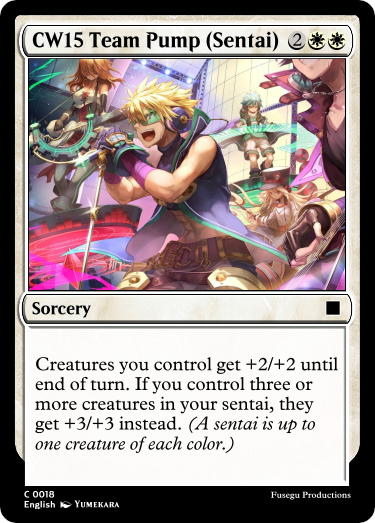 CW15 Team Pump (Sentai) 2
Sorcery
Creatures you control get +2/+2 until
end of turn. If you control three or
more creatures in your sentai, they
get +3/+3 instead. (A sentai is up to
one creature of each color.)
C 0018
English YUMEKARA
Fusegu Productions